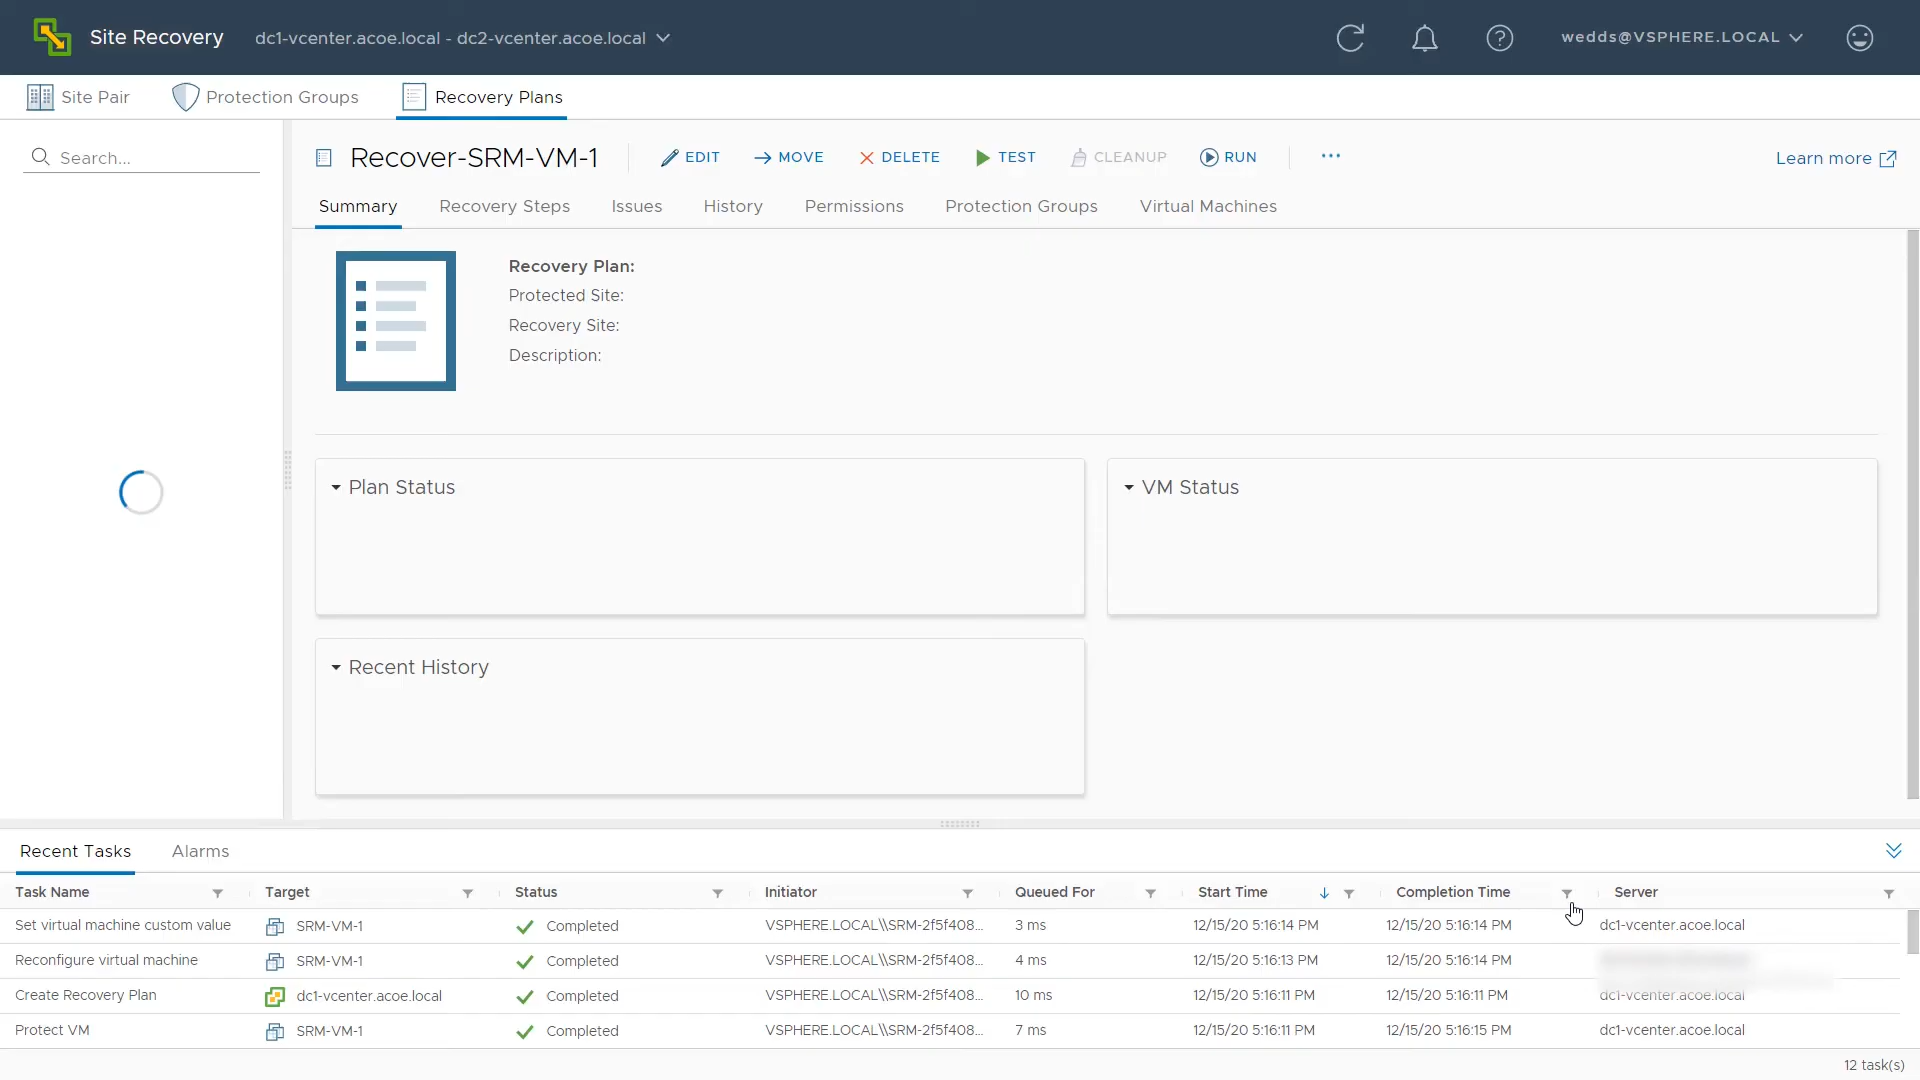 Site Recovery dc1-vcenter.acoe.local - dc2-vcenter.acoe.local wedds@VSPHERE.LOCAL
Site Pair Protection Groups Recovery Plans
Search...
Recover-SRM-VM-1 EDIT MOVE DELETE TEST CLEANUP RUN ... Learn more
Summary Recovery Steps Issues History Permissions Protection Groups Virtual Machines
Recovery Plan:
Protected Site:
Recovery Site:
Description:
Plan Status VM Status
Recent History
Recent Tasks Alarms
Task Name Target Status Initiator Queued For Start Time Completion Time Server
Set virtual machine custom value SRM-VM-1 Completed VSPHERE.LOCAL\\SRM-2f5f408... 3 ms 12/15/20 5:16:14 PM 12/15/20 5:16:14 PM dc1-vcenter.acoe.local
Reconfigure virtual machine SRM-VM-1 Completed VSPHERE.LOCAL\\SRM-2f5f408... 4 ms 12/15/20 5:16:13 PM 12/15/20 5:16:14 PM
Create Recovery Plan dc1-vcenter.acoe.local Completed VSPHERE.LOCAL\\SRM-2f5f408... 10 ms 12/15/20 5:16:11 PM 12/15/20 5:16:11 PM dc1-vcenter.acoe.local
Protect VM SRM-VM-1 Completed VSPHERE.LOCAL\\SRM-2f5f408... 7 ms 12/15/20 5:16:11 PM 12/15/20 5:16:15 PM dc1-vcenter.acoe.local
12 task(s)